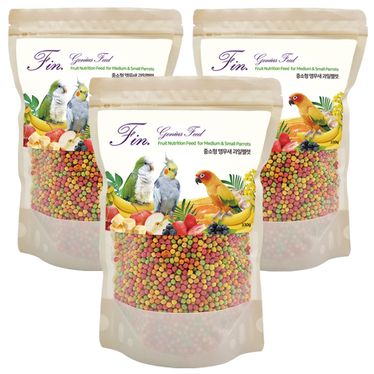 Fin.
Genius Feed
Fruit Nutrition Feed for Medium & Small Parrots
중소형 앵무새 과일펠렛
Fin.
Genius Feed
Fruit Nutrition Feed for Medium & Small Parrots
중소형 앵무새 과일펠렛
330g
Fin.
Genius Feed
Fruit Nutrition Feed for Medium & Small Parrots
중소형 앵무새 과일펠렛
330g